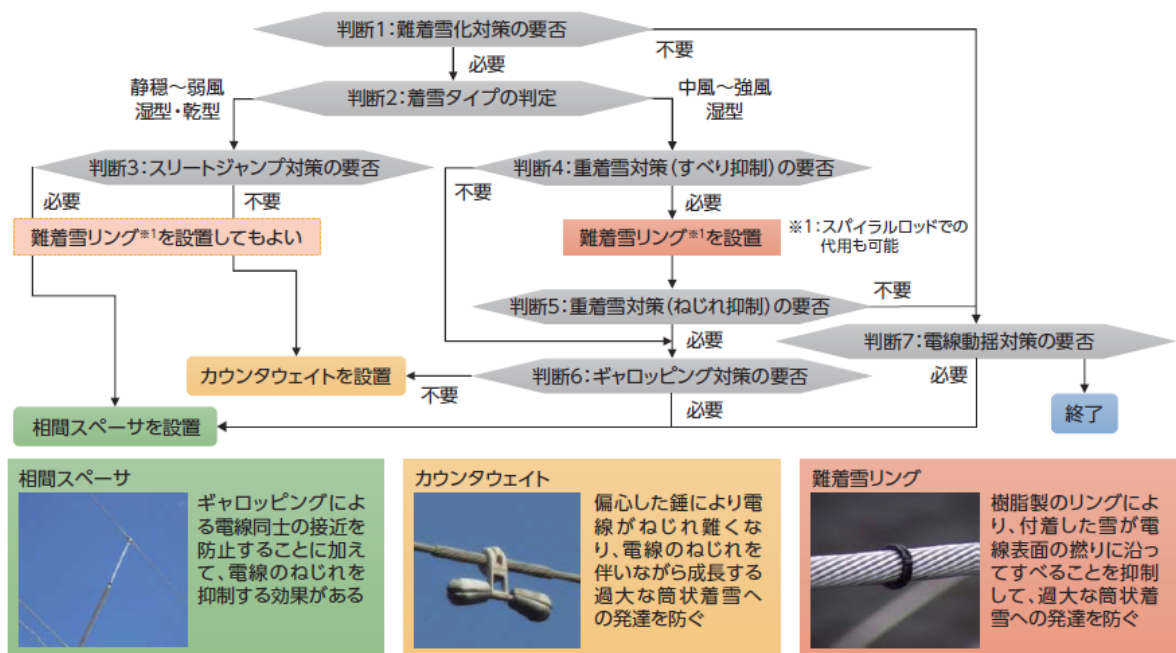 判断1：難着雪化対策の要否
不要
必要
静穏～弱風
湿型・乾型
判断2：着雪タイプの判定
中風～強風
湿型
判断3：スリートジャンプ対策の要否
判断4：重着雪対策（すべり抑制）の要否
必要
不要
不要
必要
難着雪リング※1を設置してもよい
難着雪リング※1を設置
※1：スパイラルロッドでの
代用も可能
判断5：重着雪対策（ねじれ抑制）の要否
不要
必要
判断7：電線動揺対策の要否
カウンタウェイトを設置
不要
判断6：ギャロッピング対策の要否
必要
必要
相間スペーサを設置
終了
相間スペーサ
ギャロッピングによ
る電線同士の接近を
防止することに加え
て、電線のねじれを
抑制する効果がある
カウンタウェイト
偏心した錘により電
線がねじれ難くな
り、電線のねじれを
伴いながら成長する
過大な筒状着雪へ
の発達を防ぐ
難着雪リング
樹脂製のリングによ
り、付着した雪が電
線表面の撚りに沿っ
てすべることを抑制
して、過大な筒状着
雪への発達を防ぐ